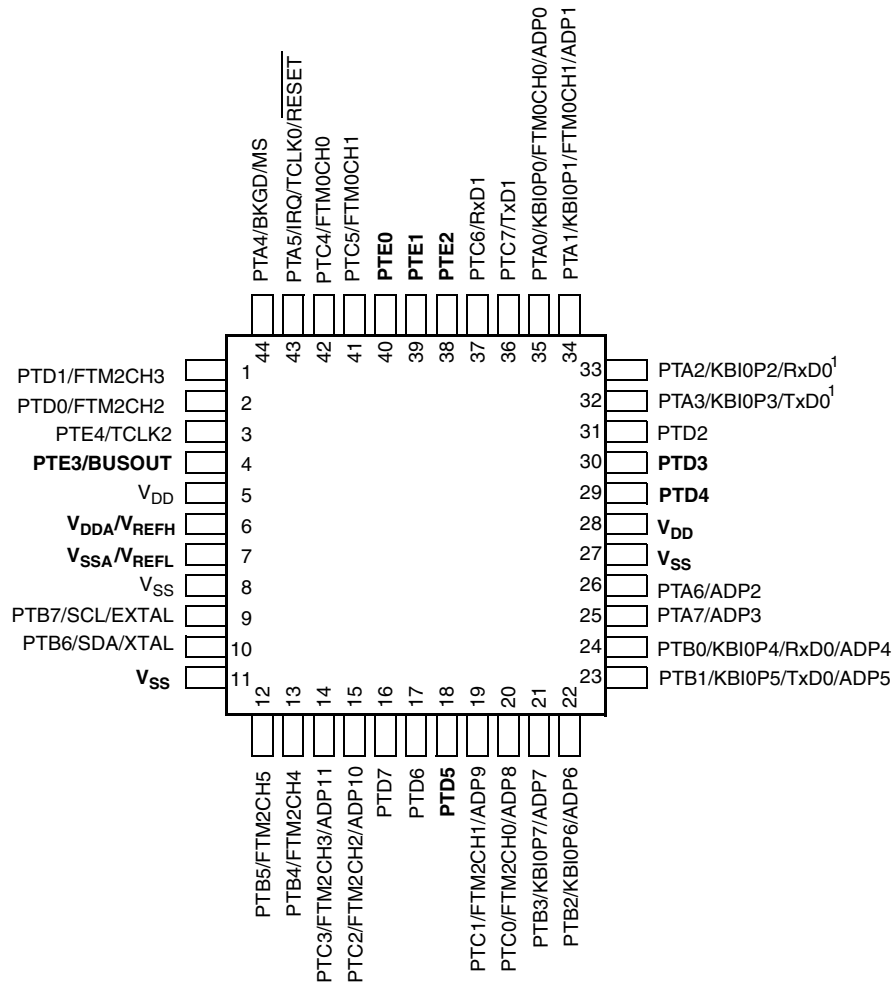 PTA4/BKGD/MS
PTA5/IRQ/TCLK0/RESET
PTC4/FTM0CH0
PTC5/FTM0CH1
PTE0
PTE1
PTE2
PTC6/RxD1
PTC7/TxD1
PTA0/KBI0P0/FTM0CH0/ADP0
PTA1/KBI0P1/FTM0CH1/ADP1
44
43
42
41
40
39
38
37
36
35
34
PTD1/FTM2CH3 1
PTD0/FTM2CH2 2
PTE4/TCLK2 3
PTE3/BUSOUT 4
VDD 5
VDDA/VREFH 6
VSSA/VREFL 7
VSS 8
PTB7/SCL/EXTAL 9
PTB6/SDA/XTAL 10
VSS 11
33 PTA2/KBI0P2/RxD0¹
32 PTA3/KBI0P3/TxD0¹
31 PTD2
30 PTD3
29 PTD4
28 VDD
27 VSS
26 PTA6/ADP2
25 PTA7/ADP3
24 PTB0/KBI0P4/RxD0/ADP4
23 PTB1/KBI0P5/TxD0/ADP5
12
13
14
15
16
17
18
19
20
21
22
PTB5/FTM2CH5
PTB4/FTM2CH4
PTC3/FTM2CH3/ADP11
PTC2/FTM2CH2/ADP10
PTD7
PTD6
PTD5
PTC1/FTM2CH1/ADP9
PTC0/FTM2CH0/ADP8
PTB3/KBI0P7/ADP7
PTB2/KBI0P6/ADP6